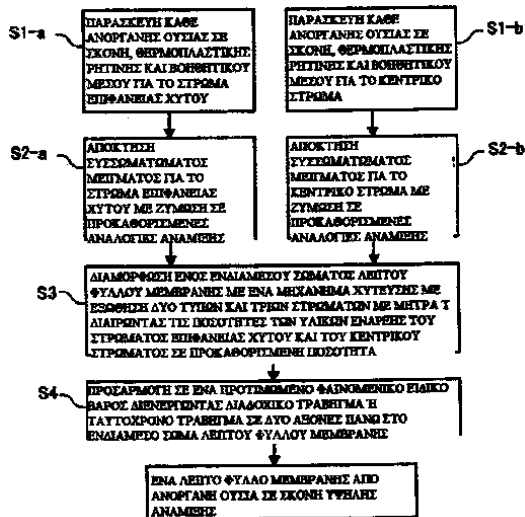 S1-a
ΠΑΡΑΣΚΕΥΗ ΚΑΘΕ
ΑΝΟΡΓΑΝΗΣ ΟΥΣΙΑΣ ΣΕ
ΣΚΟΝΗ, ΘΕΡΜΟΠΛΑΣΤΙΚΗΣ
ΡΗΤΙΝΗΣ ΚΑΙ ΒΟΗΘΗΤΙΚΟΥ
ΜΕΣΟΥ ΓΙΑ ΤΟ ΣΤΡΩΜΑ
ΕΠΙΦΑΝΕΙΑΣ ΧΥΤΟΥ
S1-b
ΠΑΡΑΣΚΕΥΗ ΚΑΘΕ
ΑΝΟΡΓΑΝΗΣ ΟΥΣΙΑΣ ΣΕ
ΣΚΟΝΗ, ΘΕΡΜΟΠΛΑΣΤΙΚΗΣ
ΡΗΤΙΝΗΣ ΚΑΙ ΒΟΗΘΗΤΙΚΟΥ
ΜΕΣΟΥ ΓΙΑ ΤΟ ΚΕΝΤΡΙΚΟ
ΣΤΡΩΜΑ
S2-a
ΑΠΟΚΤΗΣΗ
ΣΥΣΣΩΜΑΤΩΜΑΤΟΣ
ΜΕΙΓΜΑΤΟΣ ΓΙΑ ΤΟ
ΣΤΡΩΜΑ ΕΠΙΦΑΝΕΙΑΣ
ΧΥΤΟΥ ΜΕ ΖΥΜΩΣΗ ΣΕ
ΠΡΟΚΑΘΟΡΙΣΜΕΝΕΣ
ΑΝΑΛΟΓΙΕΣ ΑΝΑΜΙΞΗΣ
S2-b
ΑΠΟΚΤΗΣΗ
ΣΥΣΣΩΜΑΤΩΜΑΤΟΣ
ΜΕΙΓΜΑΤΟΣ ΓΙΑ ΤΟ
ΚΕΝΤΡΙΚΟ ΣΤΡΩΜΑ ΜΕ
ΖΥΜΩΣΗ ΣΕ
ΠΡΟΚΑΘΟΡΙΣΜΕΝΕΣ
ΑΝΑΛΟΓΙΕΣ ΑΝΑΜΙΞΗΣ
S3
ΔΙΑΜΟΡΦΩΣΗ ΕΝΟΣ ΕΝΔΙΑΜΕΣΟΥ ΣΩΜΑΤΟΣ ΛΕΠΤΟΥ
ΦΥΛΛΟΥ ΜΕΜΒΡΑΝΗΣ ΜΕ ΕΝΑ ΜΗΧΑΝΗΜΑ ΧΥΤΕΥΣΗΣ ΜΕ
ΕΞΩΘΗΣΗ ΔΥΟ ΤΥΠΩΝ ΚΑΙ ΤΡΙΩΝ ΣΤΡΩΜΑΤΩΝ ΜΕ ΜΗΤΡΑ Τ
ΔΙΑΙΡΩΝΤΑΣ ΤΙΣ ΠΟΣΟΤΗΤΕΣ ΤΩΝ ΥΛΙΚΩΝ ΕΝΑΡΞΗΣ ΤΟΥ
ΣΤΡΩΜΑΤΟΣ ΕΠΙΦΑΝΕΙΑΣ ΧΥΤΟΥ ΚΑΙ ΤΟΥ ΚΕΝΤΡΙΚΟΥ
ΣΤΡΩΜΑΤΟΣ ΣΕ ΠΡΟΚΑΘΟΡΙΣΜΕΝΗ ΠΟΣΟΤΗΤΑ
S4
ΠΡΟΣΑΡΜΟΓΗ ΣΕ ΕΝΑ ΠΡΟΤΙΜΩΜΕΝΟ ΦΑΙΝΟΜΕΝΙΚΟ ΕΙΔΙΚΟ
ΒΑΡΟΣ ΔΙΕΝΕΡΓΩΝΤΑΣ ΔΙΑΔΟΧΙΚΟ ΤΡΑΒΗΓΜΑ Ή
ΤΑΥΤΟΧΡΟΝΟ ΤΡΑΒΗΓΜΑ ΣΕ ΔΥΟ ΑΞΟΝΕΣ ΠΑΝΩ ΣΤΟ
ΕΝΔΙΑΜΕΣΟ ΣΩΜΑ ΛΕΠΤΟΥ ΦΥΛΛΟΥ ΜΕΜΒΡΑΝΗΣ
ΕΝΑ ΛΕΠΤΟ ΦΥΛΛΟ ΜΕΜΒΡΑΝΗΣ ΑΠΟ
ΑΝΟΡΓΑΝΗ ΟΥΣΙΑ ΣΕ ΣΚΟΝΗ ΥΨΗΛΗΣ
ΑΝΑΜΙΞΗΣ